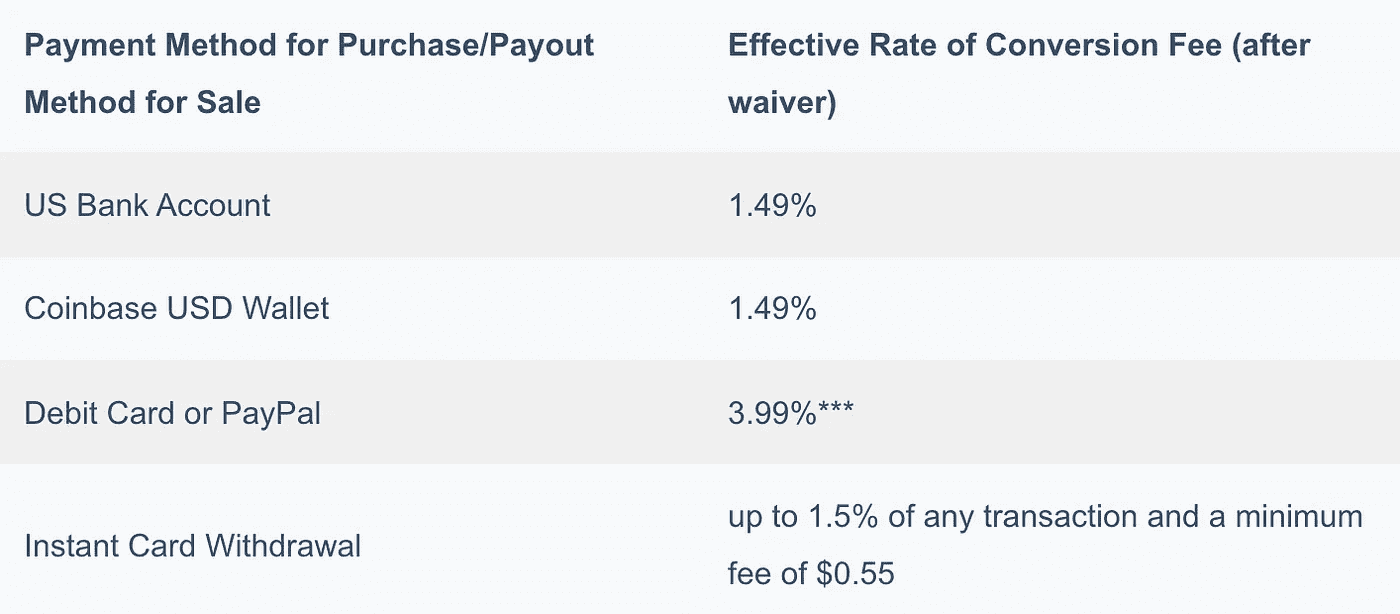 Payment Method for Purchase/Payout
Method for Sale
Effective Rate of Conversion Fee (after
waiver)
US Bank Account
1.49%
Coinbase USD Wallet
1.49%
Debit Card or PayPal
3.99%***
Instant Card Withdrawal
up to 1.5% of any transaction and a minimum
fee of $0.55